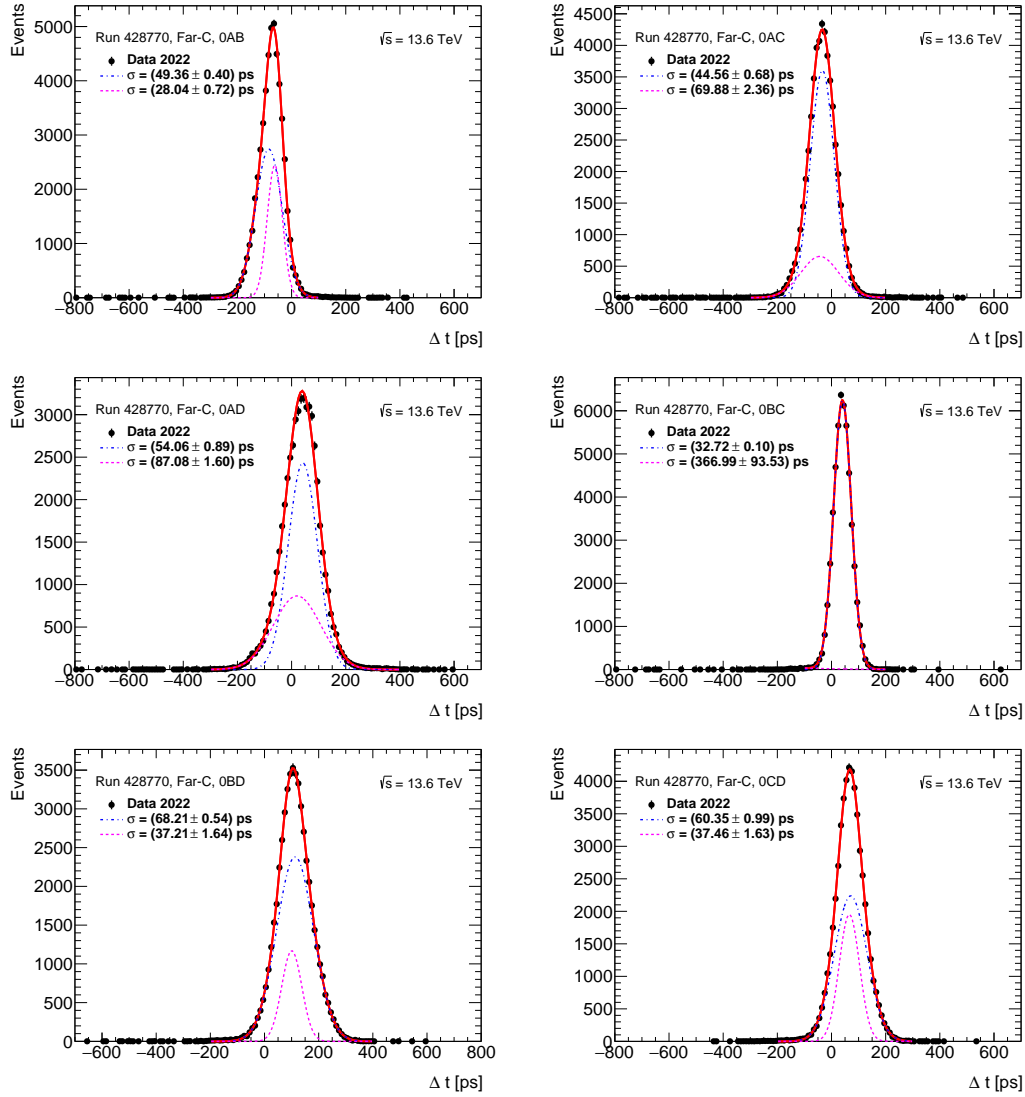 Events
Run 428770, Far-C, 0AB
√s = 13.6 TeV
Data 2022
σ = (49.36 ± 0.40) ps
σ = (28.04 ± 0.72) ps
5000
4000
3000
2000
1000
0
−800 −600 −400 −200 0 200 400 600
Δ t [ps]
Events
Run 428770, Far-C, 0AC
√s = 13.6 TeV
Data 2022
σ = (44.56 ± 0.68) ps
σ = (69.88 ± 2.36) ps
4500
4000
3500
3000
2500
2000
1500
1000
500
0
−800 −600 −400 −200 0 200 400 600
Δ t [ps]
Events
Run 428770, Far-C, 0AD
√s = 13.6 TeV
Data 2022
σ = (54.06 ± 0.89) ps
σ = (87.08 ± 1.60) ps
3000
2500
2000
1500
1000
500
0
−800 −600 −400 −200 0 200 400 600
Δ t [ps]
Events
Run 428770, Far-C, 0BC
√s = 13.6 TeV
Data 2022
σ = (32.72 ± 0.10) ps
σ = (366.99 ± 93.53) ps
6000
5000
4000
3000
2000
1000
0
−800 −600 −400 −200 0 200 400 600
Δ t [ps]
Events
Run 428770, Far-C, 0BD
√s = 13.6 TeV
Data 2022
σ = (68.21 ± 0.54) ps
σ = (37.21 ± 1.64) ps
3500
3000
2500
2000
1500
1000
500
0
−600 −400 −200 0 200 400 600 800
Δ t [ps]
Events
Run 428770, Far-C, 0CD
√s = 13.6 TeV
Data 2022
σ = (60.35 ± 0.99) ps
σ = (37.46 ± 1.63) ps
4000
3500
3000
2500
2000
1500
1000
500
0
−800 −600 −400 −200 0 200 400 600
Δ t [ps]